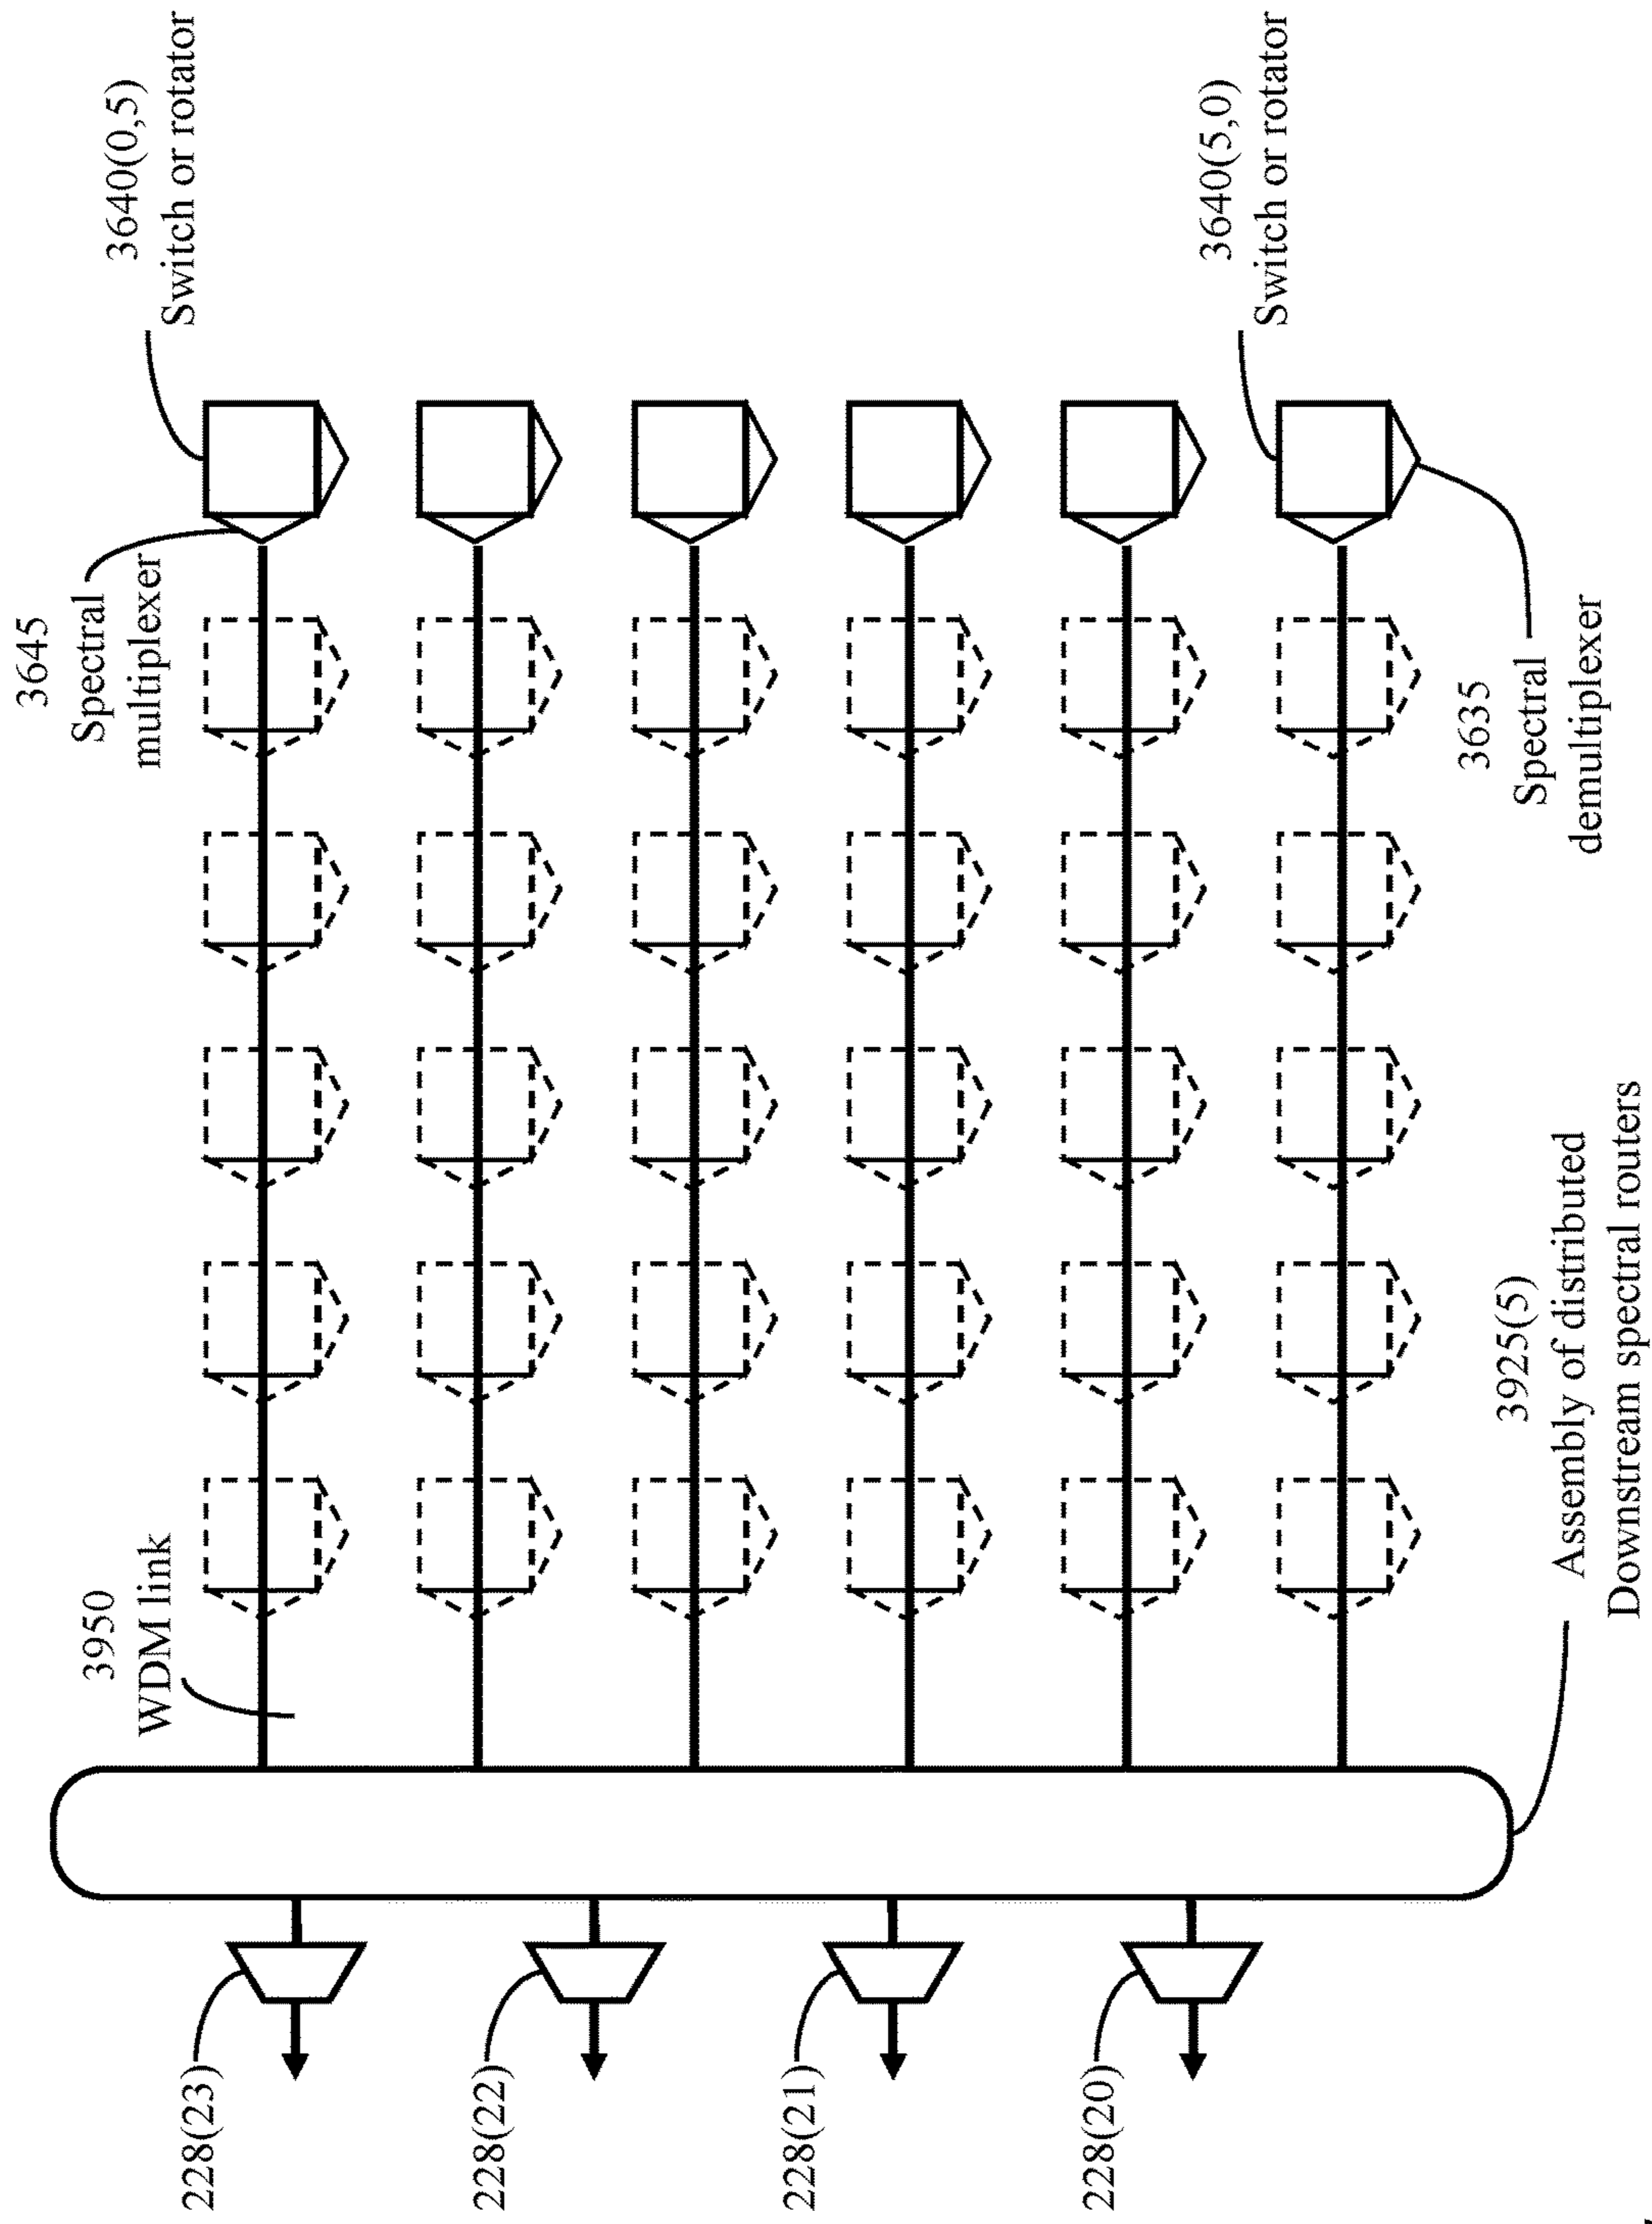 3640(0,5)
Switch or rotator
3645
Spectral
multiplexer
3950
WDM link
228(23)
228(22)
228(21)
228(20)
3640(5,0)
Switch or rotator
3635
Spectral
demultiplexer
3925(5)
Assembly of distributed
Downstream spectral routers